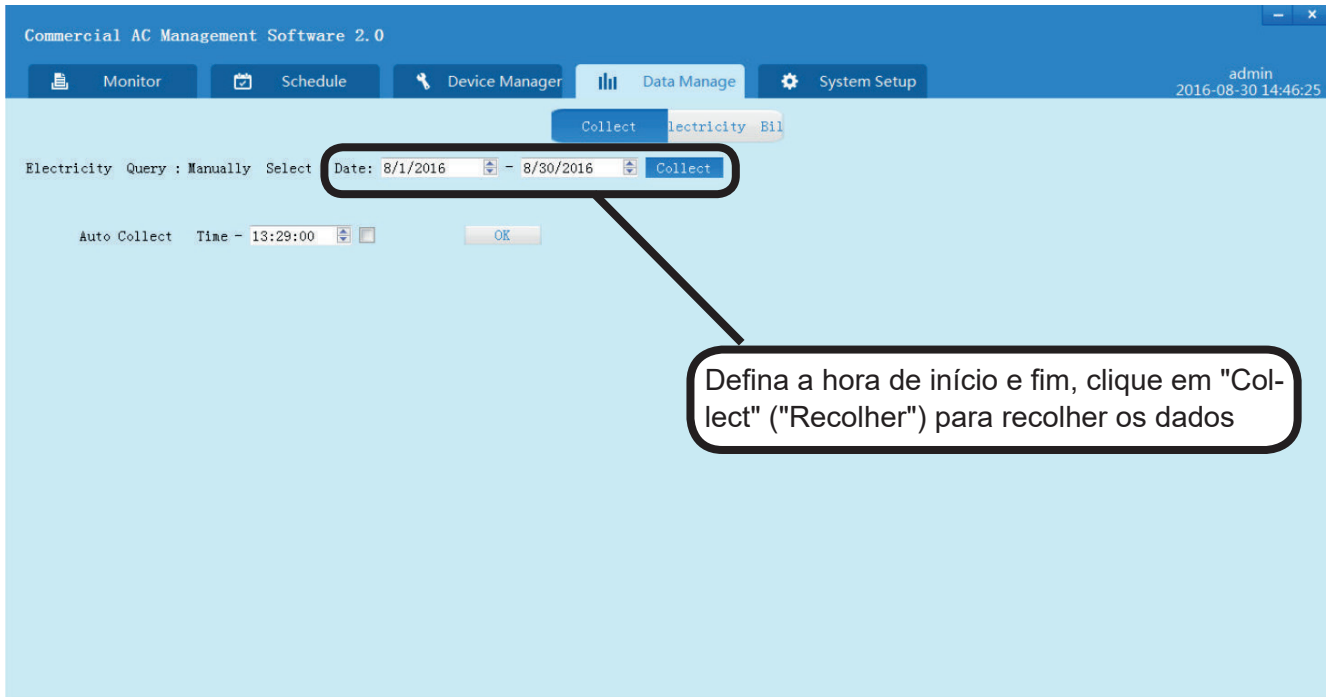 Commercial AC Management Software 2.0
Monitor Schedule Device Manager Data Manage System Setup
admin
2016-08-30 14:46:25
Collect lectricity Bil
Electricity Query : Manually Select Date: 8/1/2016 - 8/30/2016 Collect
Auto Collect Time - 13:29:00 OK
Defina a hora de início e fim, clique em "Col-
lect" ("Recolher") para recolher os dados